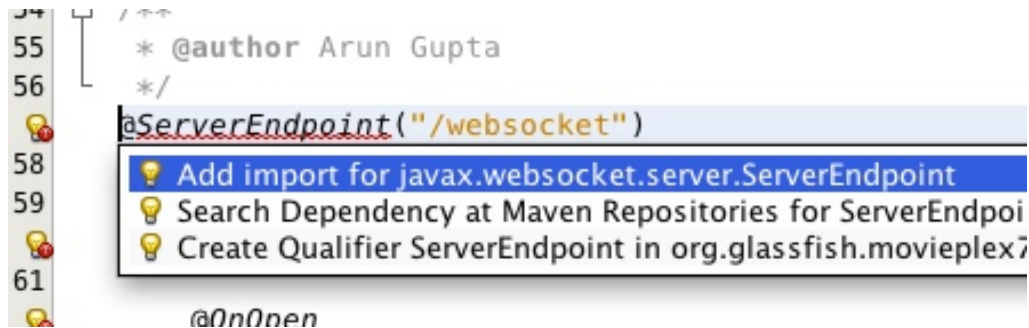 54 /**
55 * @author Arun Gupta
56 */
@ServerEndpoint("/websocket")
58 Add import for javax.websocket.server.ServerEndpoint
59 Search Dependency at Maven Repositories for ServerEndpoi
Create Qualifier ServerEndpoint in org.glassfish.movieplex7
61
@OnOpen